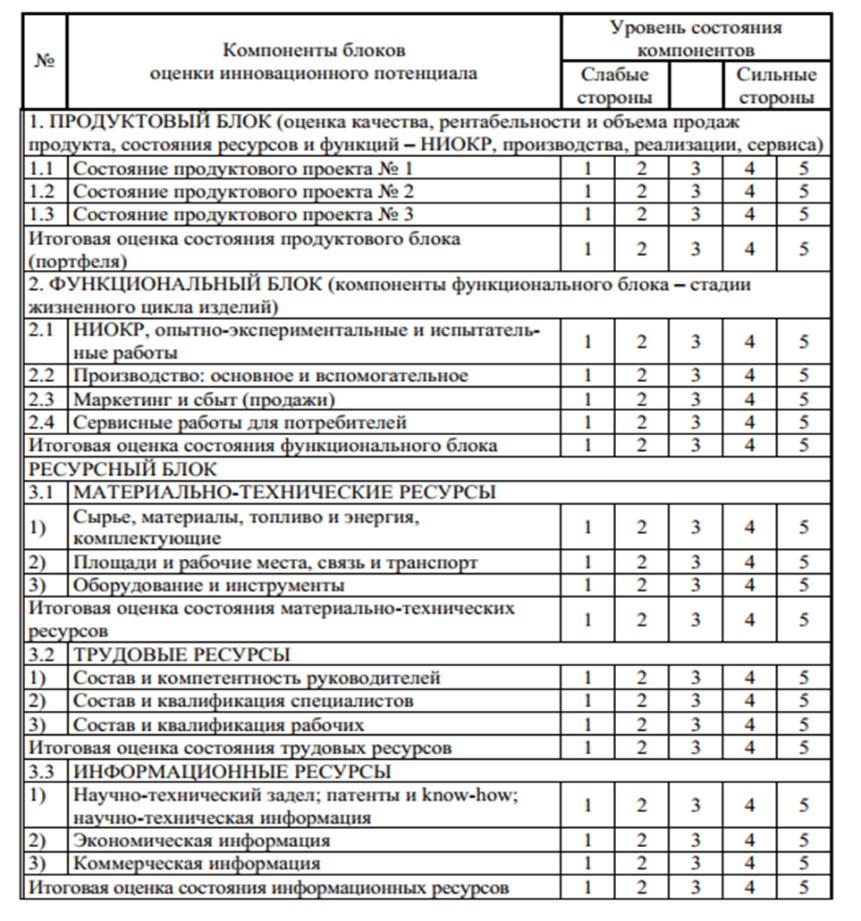 № Компоненты блоков оценки инновационного потенциала Уровень состояния компонентов
Слабые стороны Сильные стороны
1. ПРОДУКТОВЫЙ БЛОК (оценка качества, рентабельности и объема продаж
продукта, состояния ресурсов и функций – НИОКР, производства, реализации, сервиса)
1.1 Состояние продуктового проекта № 1 1 2 3 4 5
1.2 Состояние продуктового проекта № 2 1 2 3 4 5
1.3 Состояние продуктового проекта № 3 1 2 3 4 5
Итоговая оценка состояния продуктового блока
(портфеля) 1 2 3 4 5
2. ФУНКЦИОНАЛЬНЫЙ БЛОК (компоненты функционального блока – стадии
жизненного цикла изделий)
2.1 НИОКР, опытно-экспериментальные и испытатель-
ные работы 1 2 3 4 5
2.2 Производство: основное и вспомогательное 1 2 3 4 5
2.3 Маркетинг и сбыт (продажи) 1 2 3 4 5
2.4 Сервисные работы для потребителей 1 2 3 4 5
Итоговая оценка состояния функционального блока 1 2 3 4 5
РЕСУРСНЫЙ БЛОК
3.1 МАТЕРИАЛЬНО-ТЕХНИЧЕСКИЕ РЕСУРСЫ
1) Сырье, материалы, топливо и энергия,
комплектующие 1 2 3 4 5
2) Площади и рабочие места, связь и транспорт 1 2 3 4 5
3) Оборудование и инструменты 1 2 3 4 5
Итоговая оценка состояния материально-технических
ресурсов 1 2 3 4 5
3.2 ТРУДОВЫЕ РЕСУРСЫ
1) Состав и компетентность руководителей 1 2 3 4 5
2) Состав и квалификация специалистов 1 2 3 4 5
3) Состав и квалификация рабочих 1 2 3 4 5
Итоговая оценка состояния трудовых ресурсов 1 2 3 4 5
3.3 ИНФОРМАЦИОННЫЕ РЕСУРСЫ
1) Научно-технический задел; патенты и know-how;
научно-техническая информация 1 2 3 4 5
2) Экономическая информация 1 2 3 4 5
3) Коммерческая информация 1 2 3 4 5
Итоговая оценка состояния информационных ресурсов 1 2 3 4 5